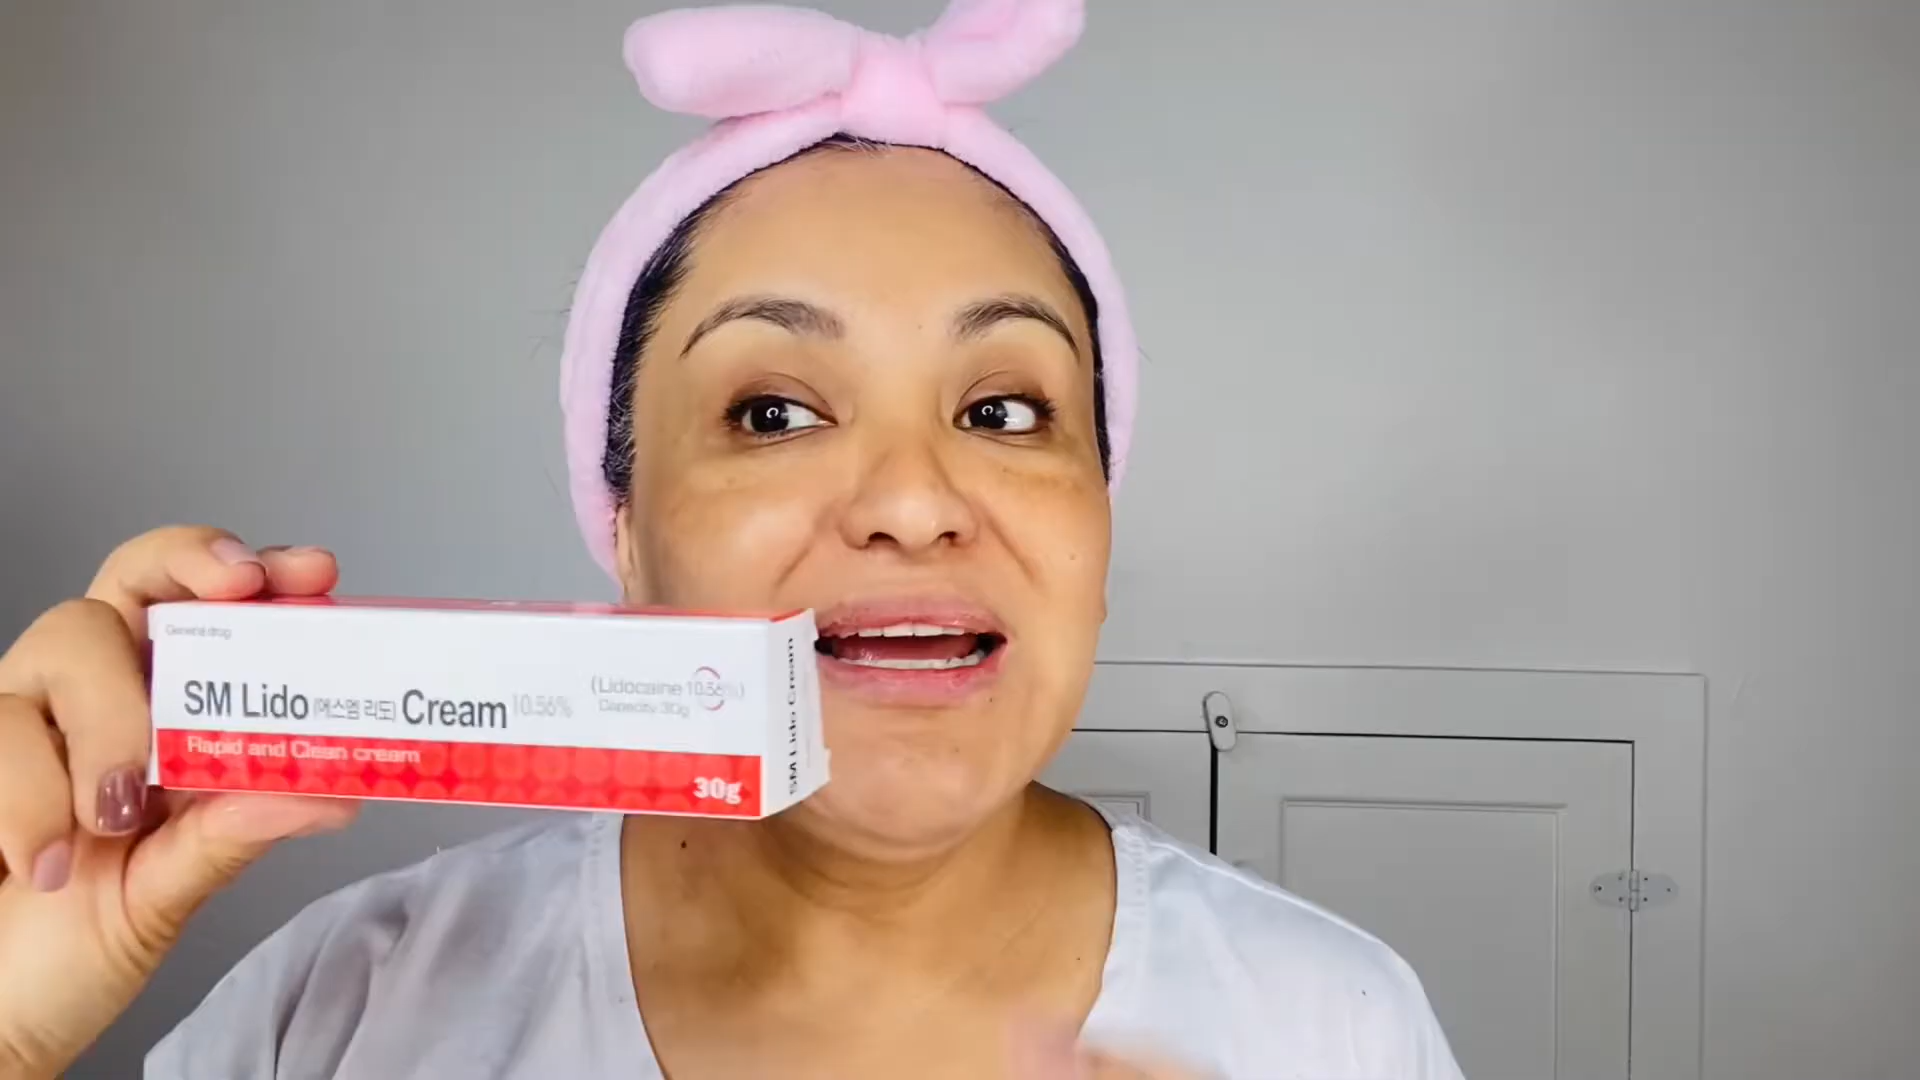 General drug
SM Lido (에스엠 리도) Cream 10.56%
(Lidocaine 10.56%)
Capacity 30g
Rapid and Clean cream
30g
SM Lido Cream